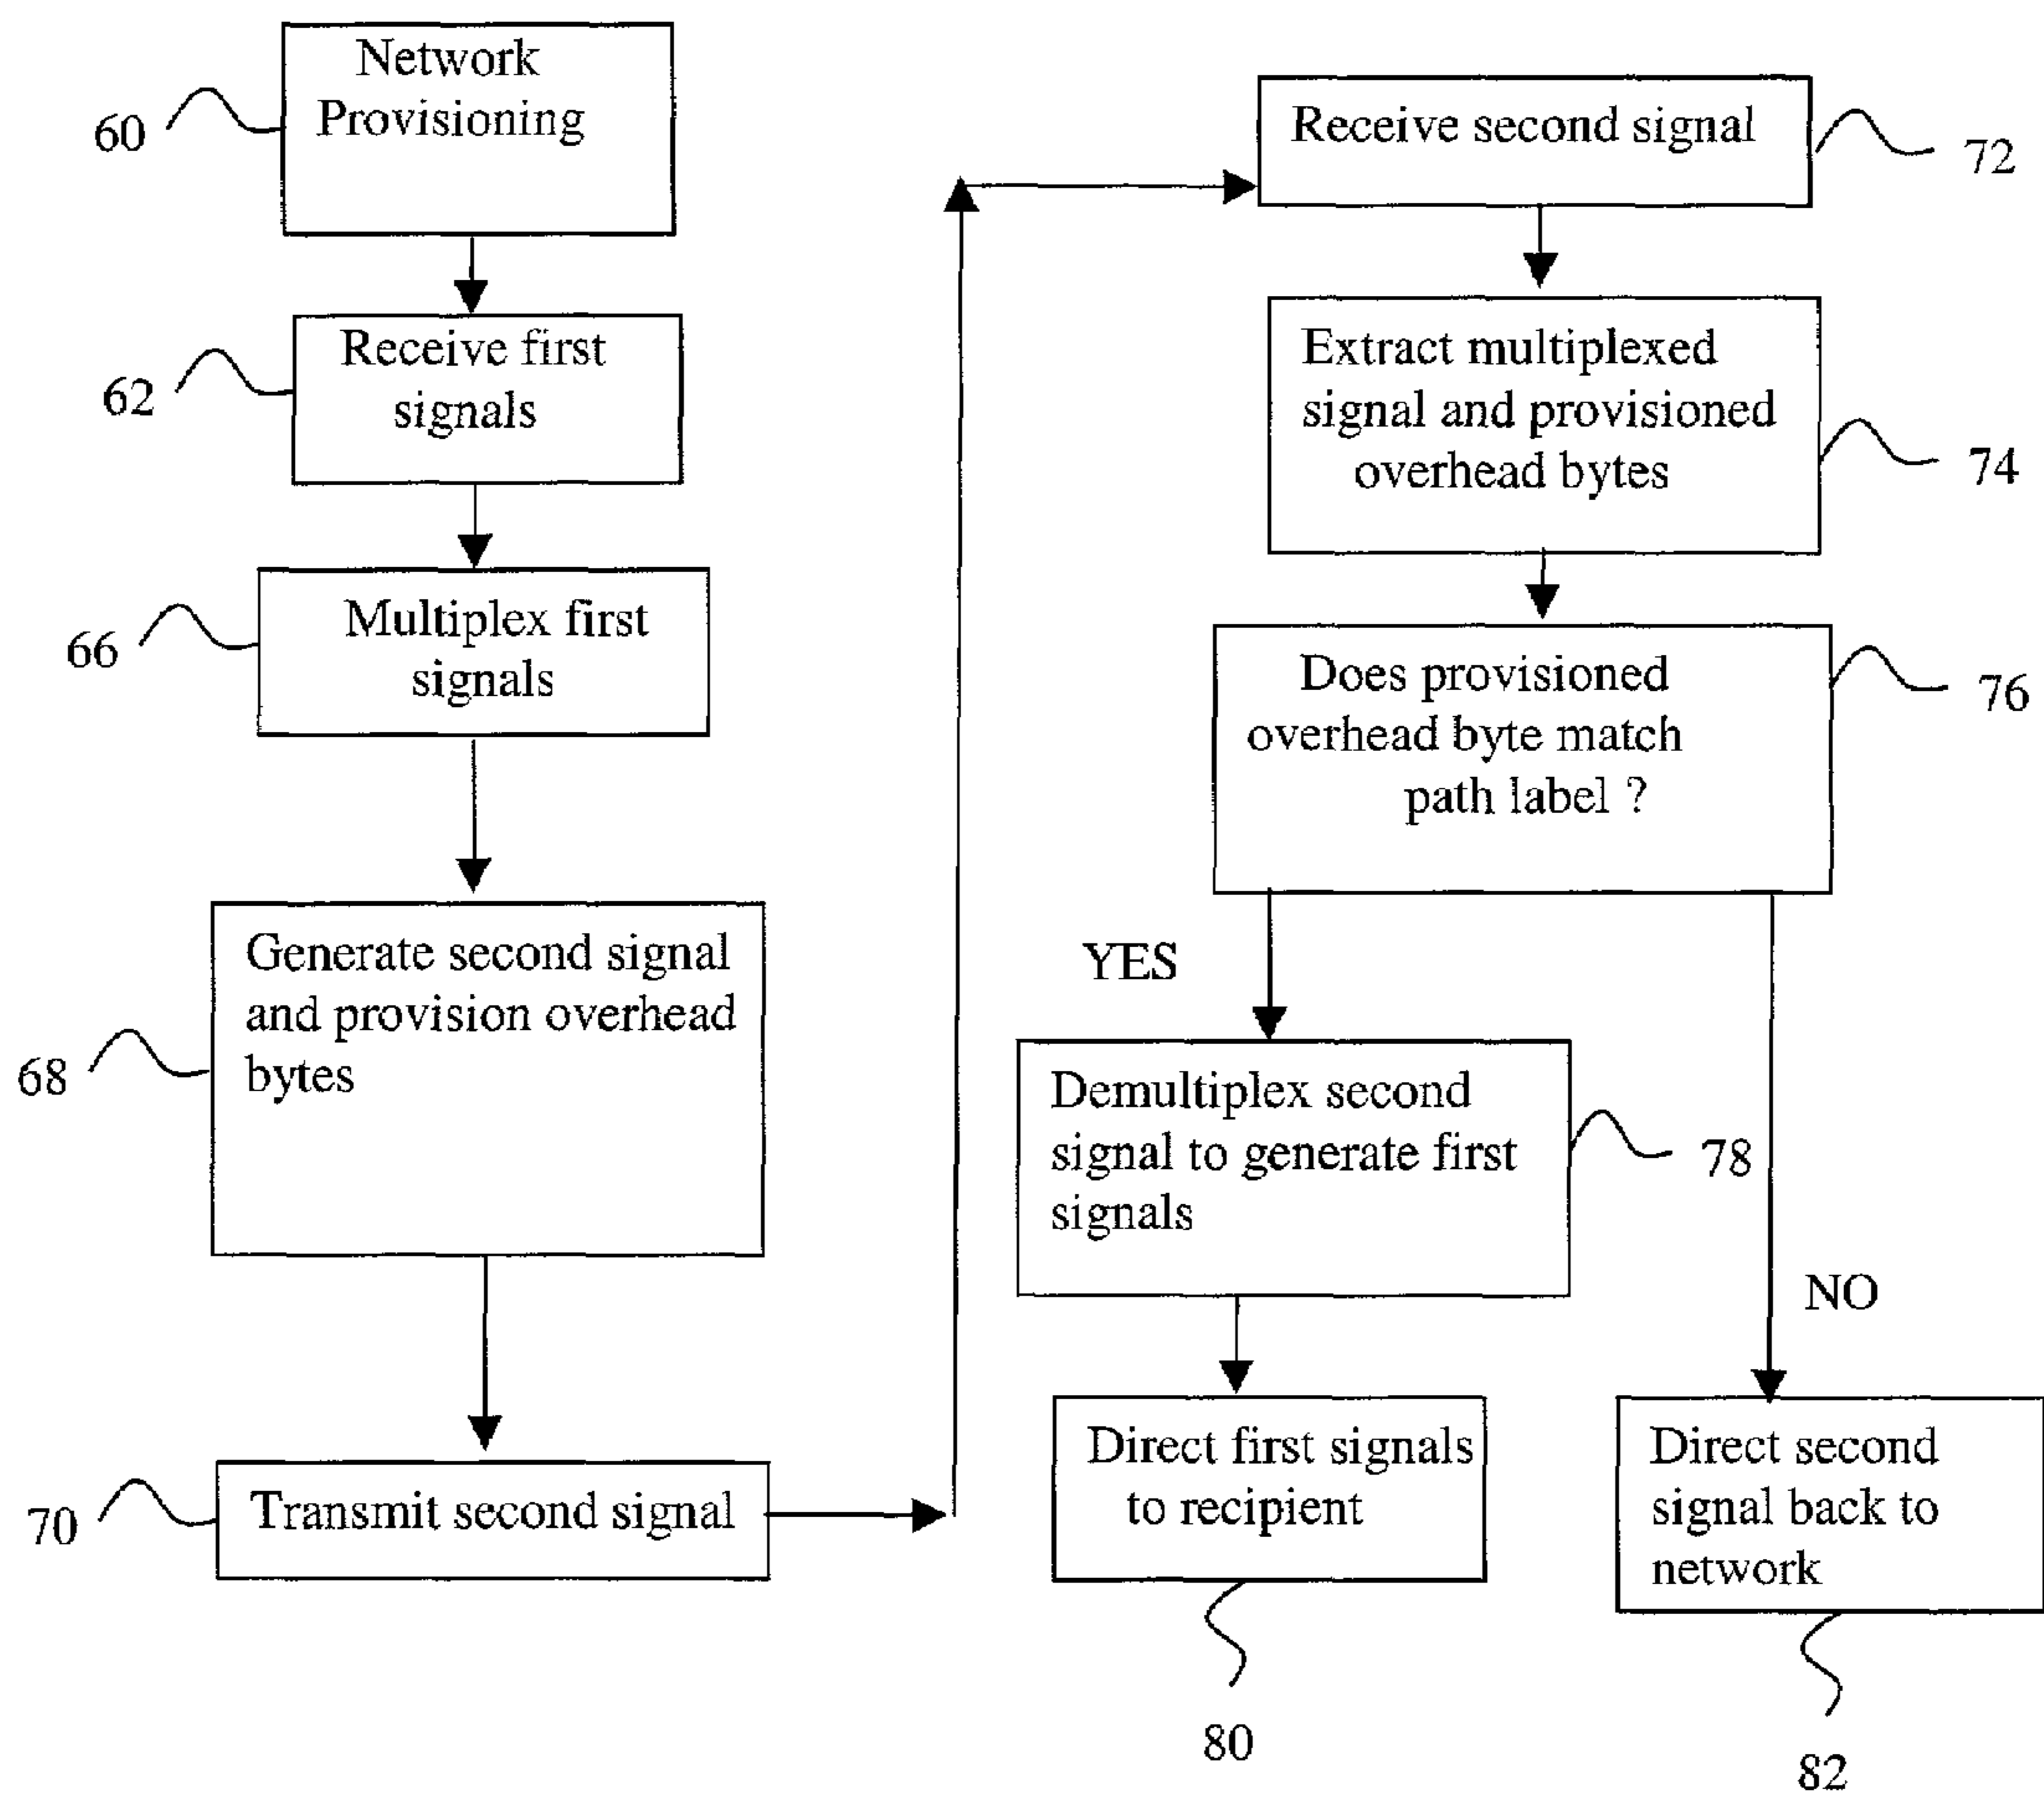 Network
Provisioning
60
Receive first
signals
62
Multiplex first
signals
66
Generate second signal
and provision overhead
bytes
68
Transmit second signal
70
Receive second signal
72
Extract multiplexed
signal and provisioned
overhead bytes
74
Does provisioned
overhead byte match
path label ?
76
YES
Demultiplex second
signal to generate first
signals
78
NO
Direct first signals
to recipient
80
Direct second
signal back to
network
82